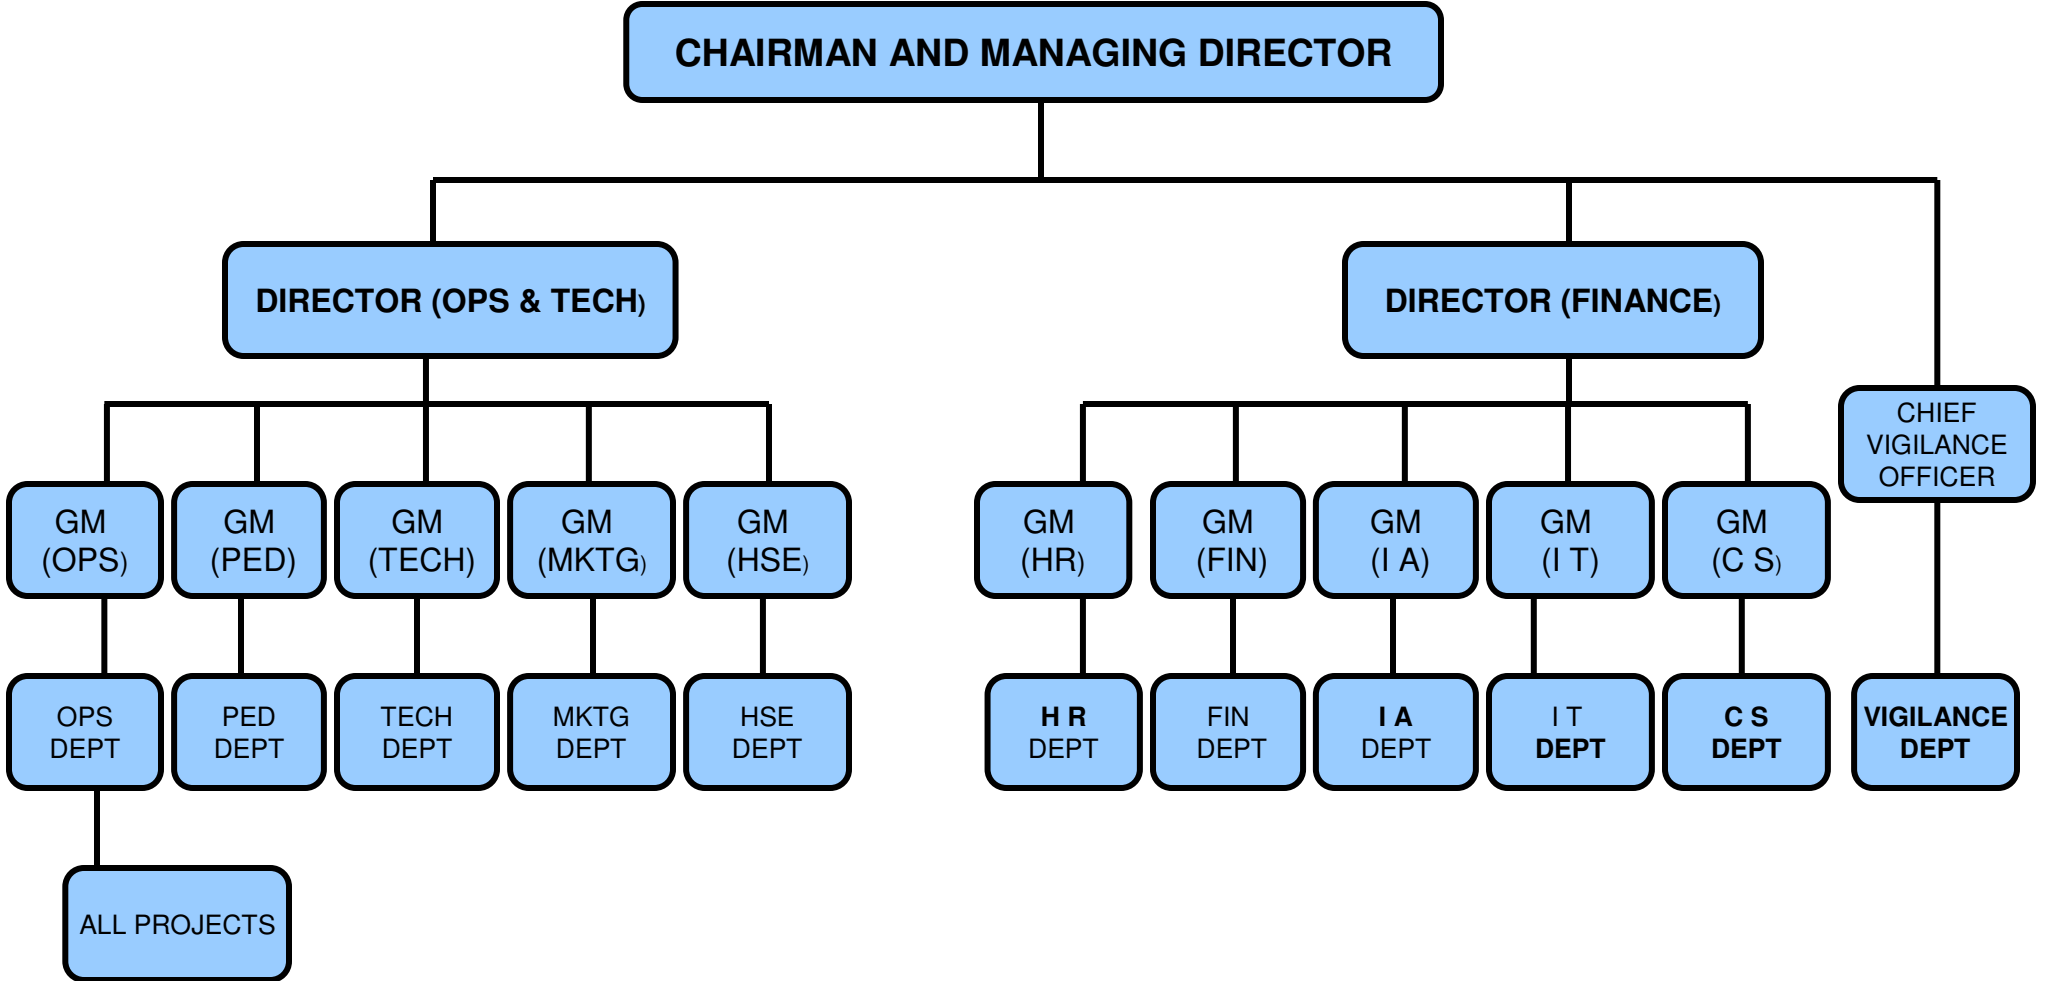 CHAIRMAN AND MANAGING DIRECTOR
DIRECTOR (OPS & TECH)
DIRECTOR (FINANCE)
CHIEF
VIGILANCE
OFFICER
GM
(OPS)
GM
(PED)
GM
(TECH)
GM
(MKTG)
GM
(HSE)
GM
(HR)
GM
(FIN)
GM
(I A)
GM
(I T)
GM
(C S)
OPS
DEPT
PED
DEPT
TECH
DEPT
MKTG
DEPT
HSE
DEPT
H R
DEPT
FIN
DEPT
I A
DEPT
I T
DEPT
C S
DEPT
VIGILANCE
DEPT
ALL PROJECTS